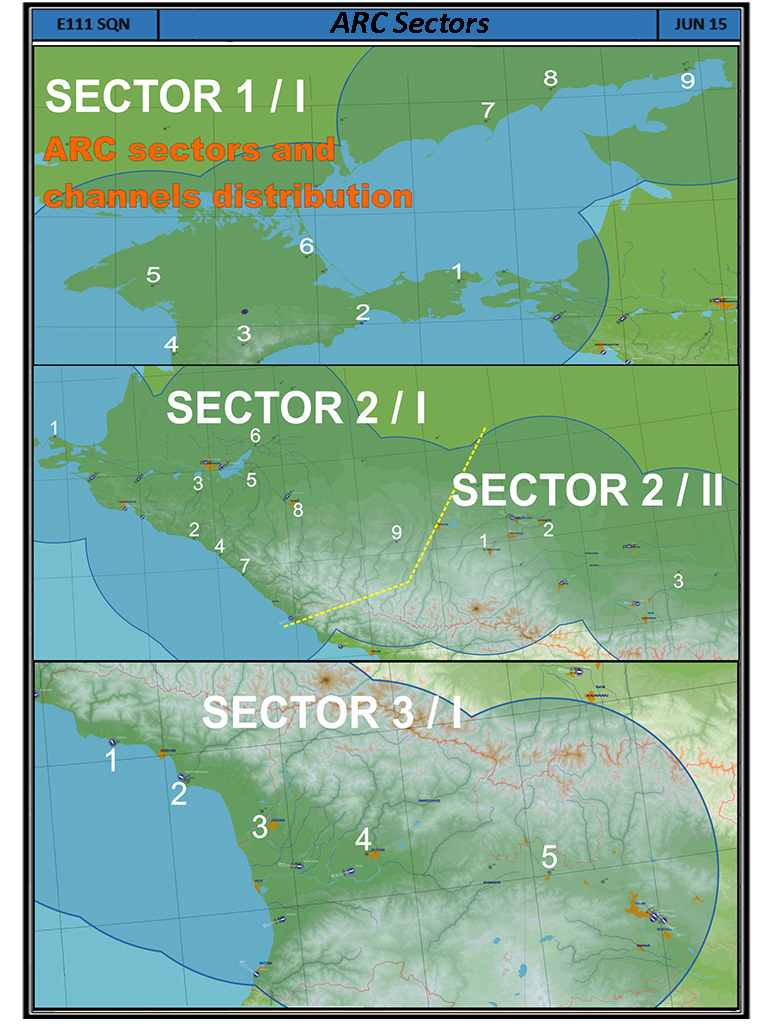 E111 SQN
ARC Sectors
JUN 15
SECTOR 1 / I
ARC sectors and
channels distribution
8
9
7
6
5
1
2
3
4
SECTOR 2 / I
1
6
SECTOR 2 / II
3
5
8
2
4
9
1
2
7
3
SECTOR 3 / I
1
2
3
4
5